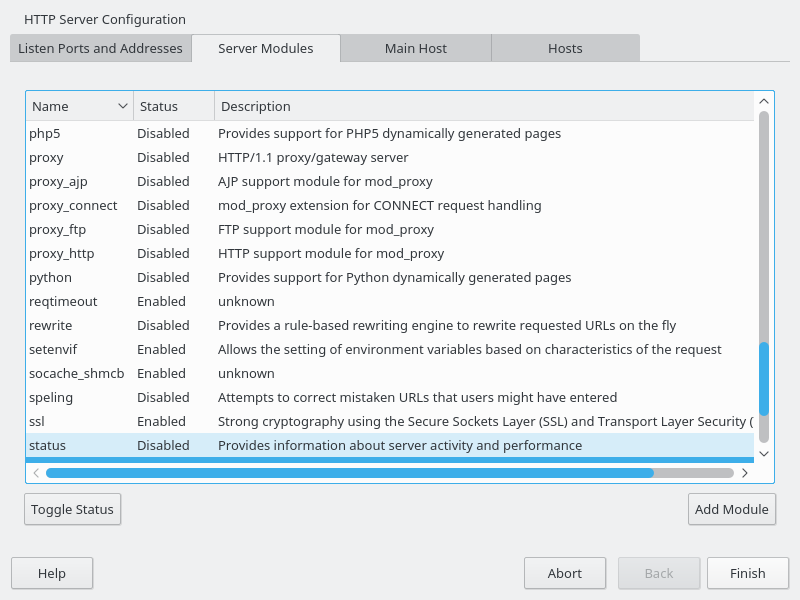 HTTP Server Configuration
Listen Ports and Addresses Server Modules Main Host Hosts
Name Status Description
php5 Disabled Provides support for PHP5 dynamically generated pages
proxy Disabled HTTP/1.1 proxy/gateway server
proxy_ajp Disabled AJP support module for mod_proxy
proxy_connect Disabled mod_proxy extension for CONNECT request handling
proxy_ftp Disabled FTP support module for mod_proxy
proxy_http Disabled HTTP support module for mod_proxy
python Disabled Provides support for Python dynamically generated pages
reqtimeout Enabled unknown
rewrite Disabled Provides a rule-based rewriting engine to rewrite requested URLs on the fly
setenvif Enabled Allows the setting of environment variables based on characteristics of the request
socache_shmcb Enabled unknown
speling Disabled Attempts to correct mistaken URLs that users might have entered
ssl Enabled Strong cryptography using the Secure Sockets Layer (SSL) and Transport Layer Security (
status Disabled Provides information about server activity and performance
Toggle Status Add Module
Help Abort Back Finish